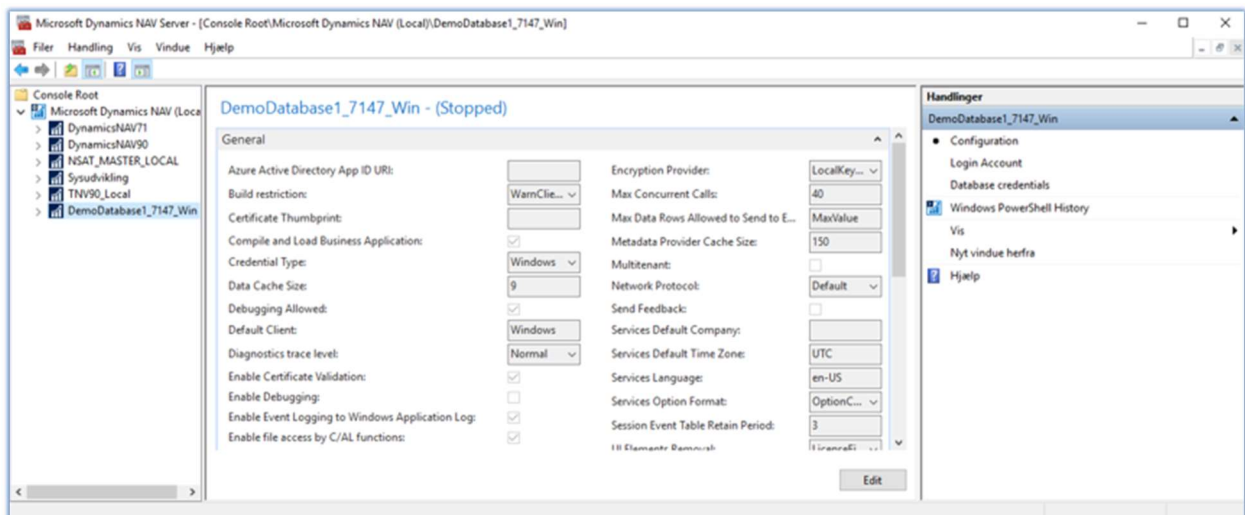 Microsoft Dynamics NAV Server - [Console Root\Microsoft Dynamics NAV (Local)\DemoDatabase1_7147_Win]
Filer Handling Vis Vindue Hjælp
Console Root
Microsoft Dynamics NAV (Loca
DynamicsNAV71
DynamicsNAV90
NSAT_MASTER_LOCAL
Sysudvikling
TNV90_Local
DemoDatabase1_7147_Win
DemoDatabase1_7147_Win - (Stopped)
General
Azure Active Directory App ID URI:
Build restriction: WarnClie...
Certificate Thumbprint:
Compile and Load Business Application:
Credential Type: Windows
Data Cache Size: 9
Debugging Allowed:
Default Client: Windows
Diagnostics trace level: Normal
Enable Certificate Validation:
Enable Debugging:
Enable Event Logging to Windows Application Log:
Enable file access by C/AL functions:
Encryption Provider: LocalKey...
Max Concurrent Calls: 40
Max Data Rows Allowed to Send to E... MaxValue
Metadata Provider Cache Size: 150
Multitenant:
Network Protocol: Default
Send Feedback:
Services Default Company:
Services Default Time Zone: UTC
Services Language: en-US
Services Option Format: OptionC...
Session Event Table Retain Period: 3
UI Elements Removal: LicenseFi...
Edit
Handlinger
DemoDatabase1_7147_Win
Configuration
Login Account
Database credentials
Windows PowerShell History
Vis
Nyt vindue herfra
Hjælp